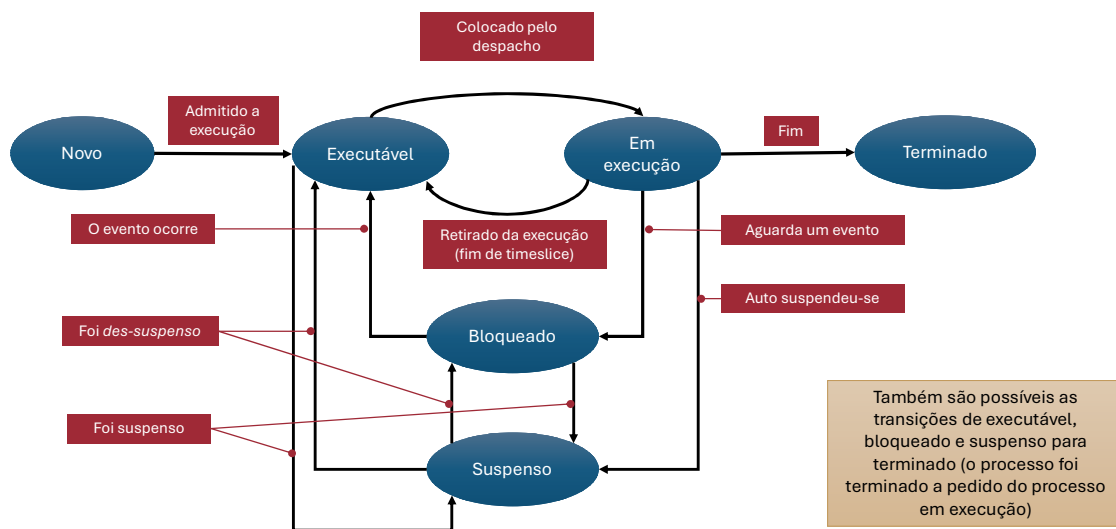 Colocado pelo
despacho
Admitido a
execução
Novo
Executável
Em
execução
Fim
Terminado
O evento ocorre
Retirado da execução
(fim de timeslice)
Aguarda um evento
Auto suspendeu-se
Foi des-suspenso
Bloqueado
Foi suspenso
Suspenso
Também são possíveis as
transições de executável,
bloqueado e suspenso para
terminado (o processo foi
terminado a pedido do processo
em execução)